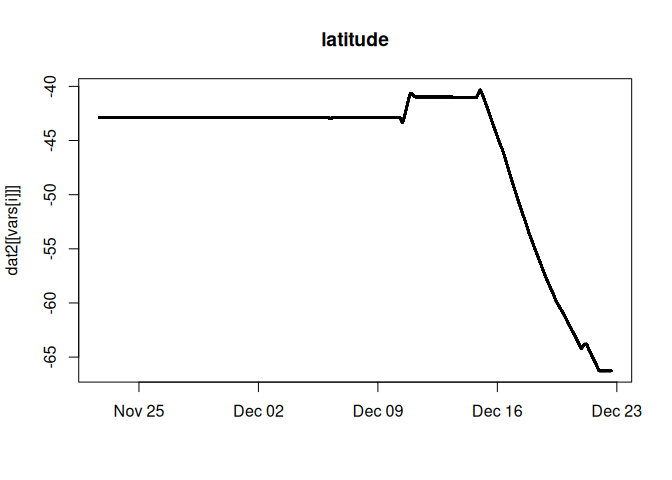 latitude
dat2[[vars[i]]]
-40
-45
-50
-55
-60
-65
Nov 25
Dec 02
Dec 09
Dec 16
Dec 23